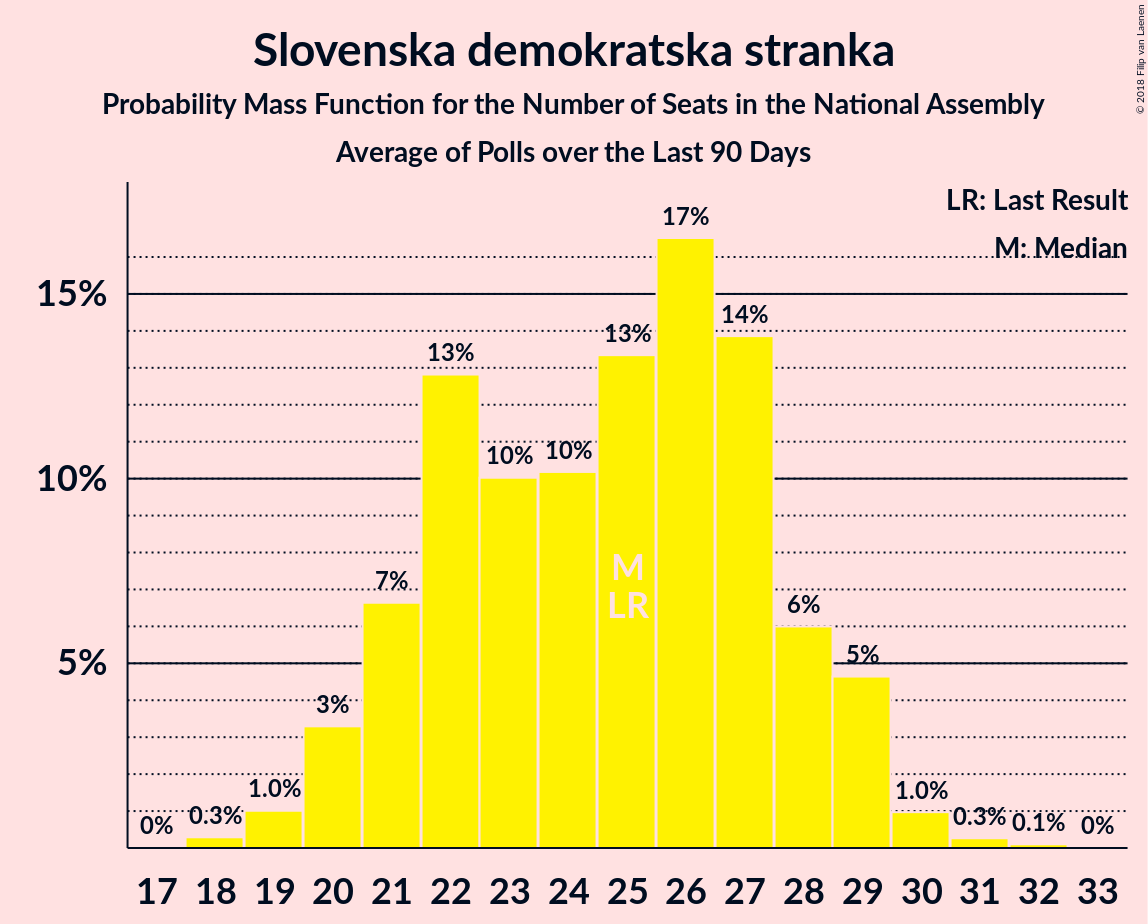 Slovenska demokratska stranka
Probability Mass Function for the Number of Seats in the National Assembly
Average of Polls over the Last 90 Days
© 2018 Filip van Laenen
LR: Last Result
M: Median
15%
10%
5%
0%
0.3%
1.0%
3%
7%
13%
10%
10%
13%
17%
14%
6%
5%
1.0%
0.3%
0.1%
0%
M
LR
17 18 19 20 21 22 23 24 25 26 27 28 29 30 31 32 33